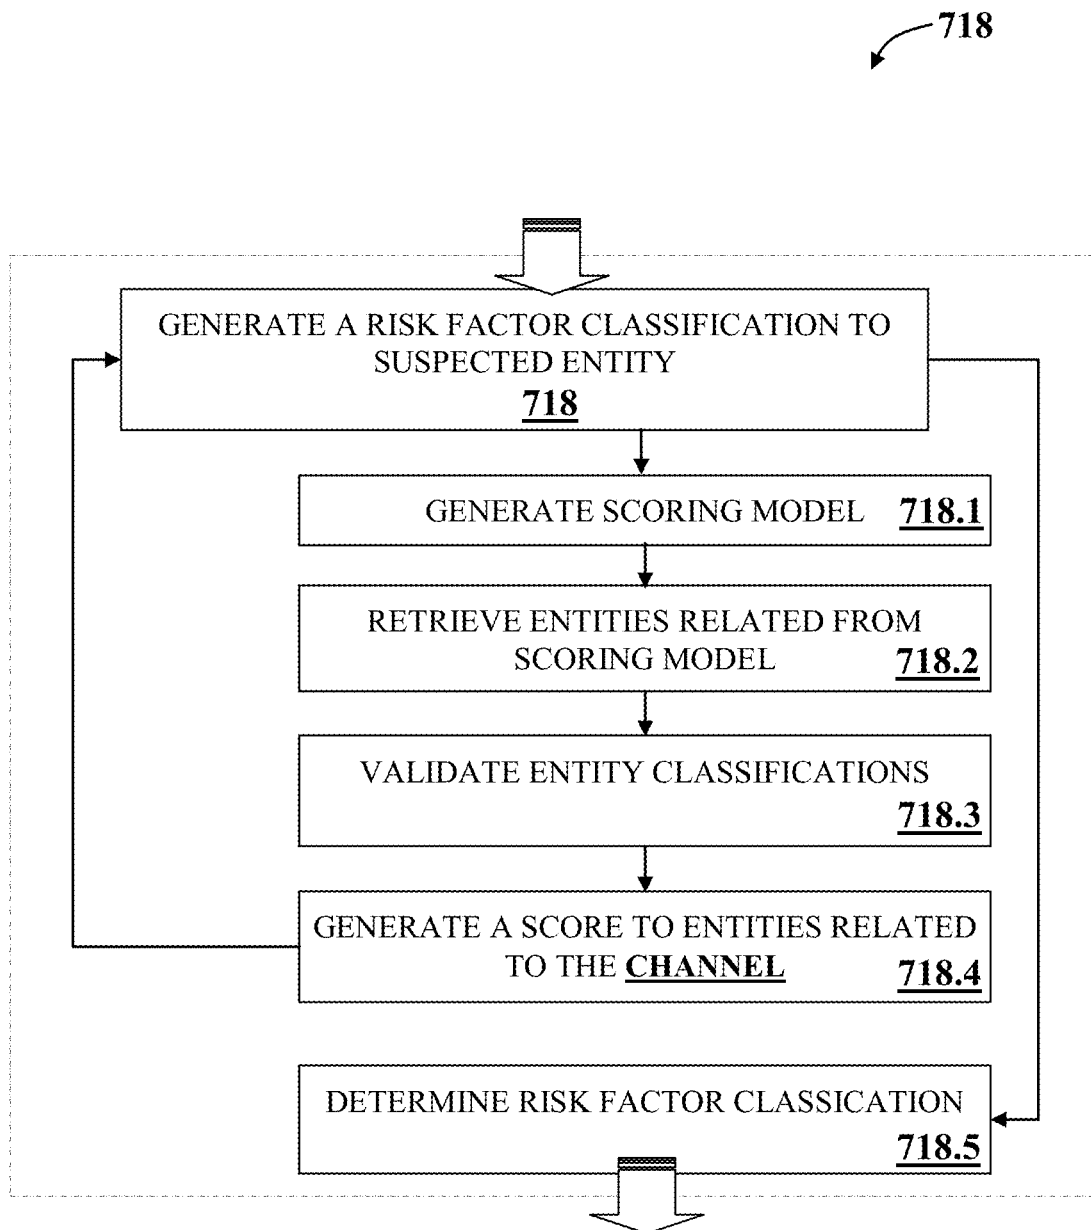 718
GENERATE A RISK FACTOR CLASSIFICATION TO
SUSPECTED ENTITY
718
GENERATE SCORING MODEL 718.1
RETRIEVE ENTITIES RELATED FROM
SCORING MODEL 718.2
VALIDATE ENTITY CLASSIFICATIONS
718.3
GENERATE A SCORE TO ENTITIES RELATED
TO THE CHANNEL 718.4
DETERMINE RISK FACTOR CLASSICATION
718.5